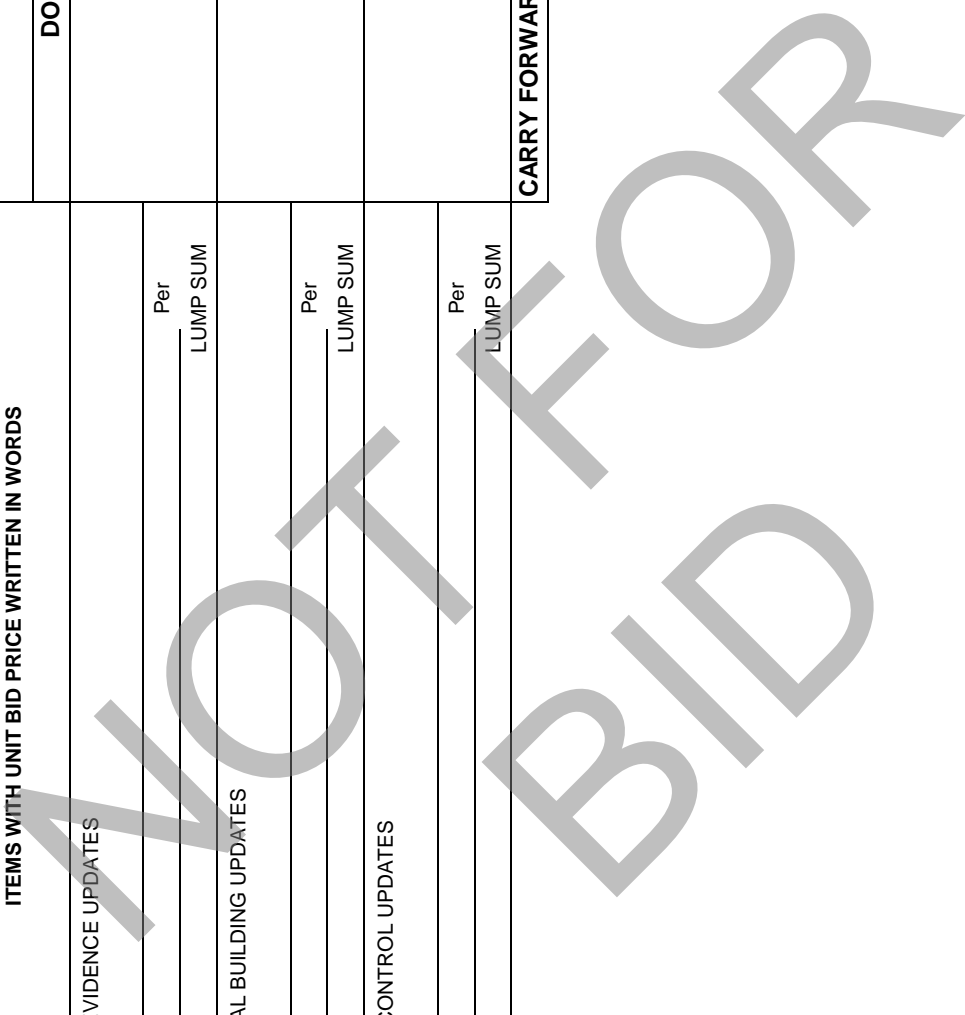 ITEMS WITH UNIT BID PRICE WRITTEN IN WORDS
DO
VIDENCE UPDATES
Per
LUMP SUM
AL BUILDING UPDATES
Per
LUMP SUM
CONTROL UPDATES
Per
LUMP SUM
CARRY FORWAR
NOT FOR
BID